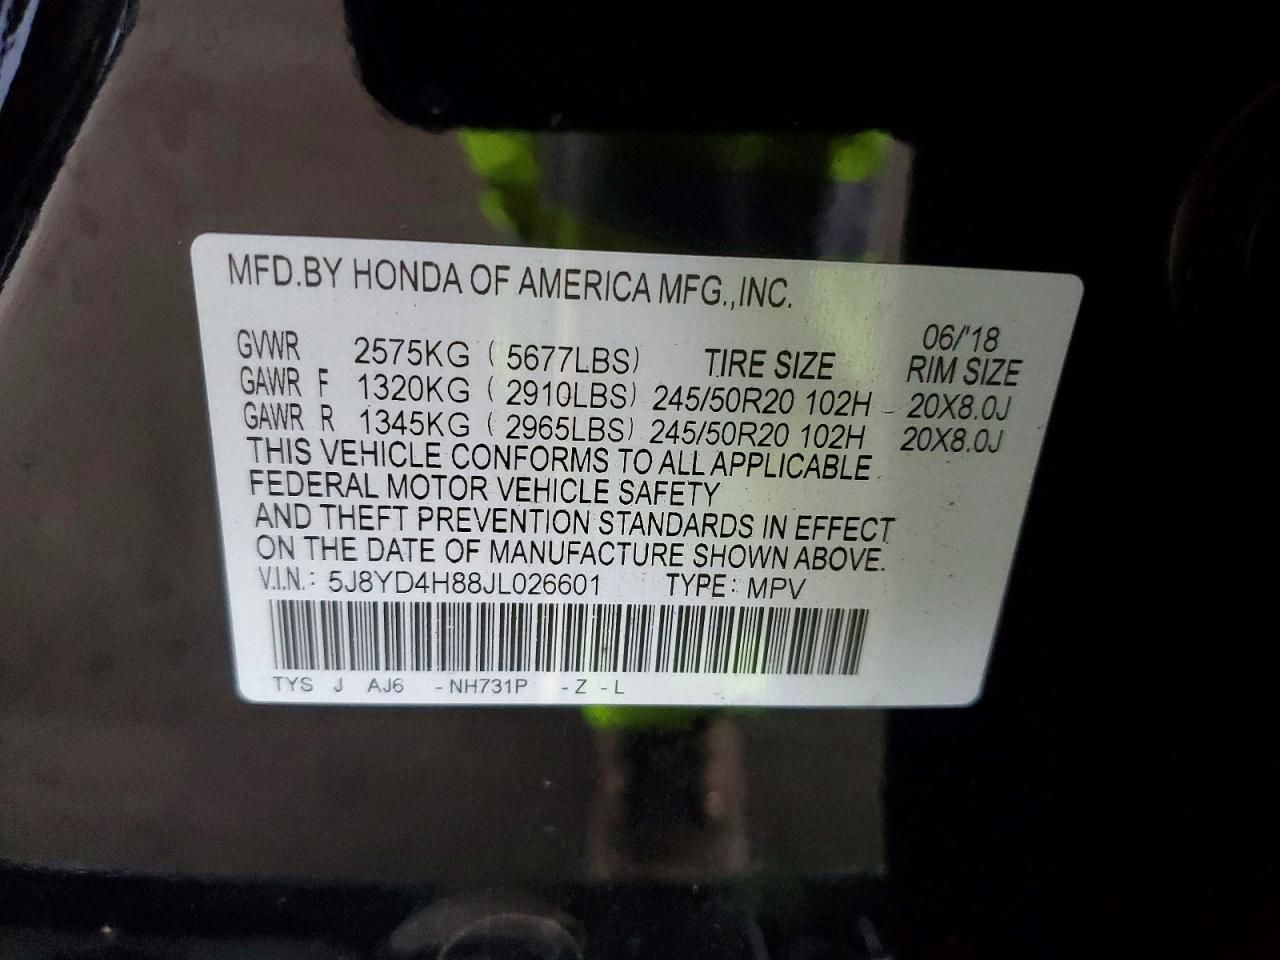 MFD.BY HONDA OF AMERICA MFG.,INC.
06/'18
GVWR 2575KG ( 5677LBS) TIRE SIZE RIM SIZE
GAWR F 1320KG ( 2910LBS) 245/50R20 102H - 20X8.0J
GAWR R 1345KG ( 2965LBS) 245/50R20 102H 20X8.0J
THIS VEHICLE CONFORMS TO ALL APPLICABLE
FEDERAL MOTOR VEHICLE SAFETY
AND THEFT PREVENTION STANDARDS IN EFFECT
ON THE DATE OF MANUFACTURE SHOWN ABOVE.
V.I.N.: 5J8YD4H88JL026601 TYPE: MPV
TYS J AJ6 -NH731P -Z -L